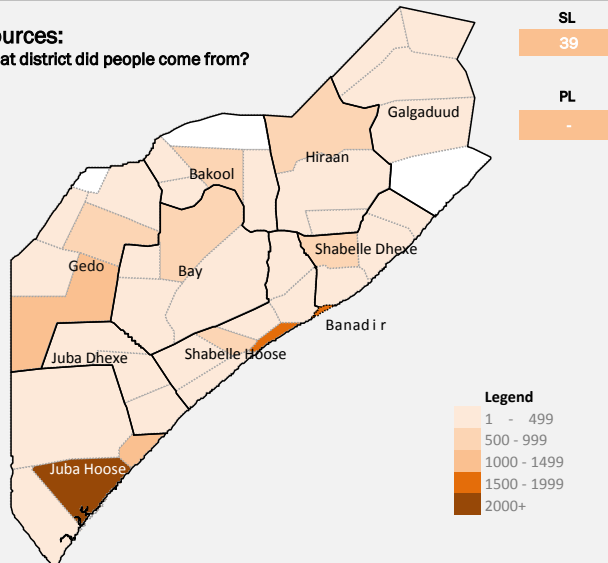 ources:
at district did people come from?
SL
39
PL
-
Galgaduud
Hiraan
Bakool
Shabelle Dhexe
Gedo
Bay
Banadir
Shabelle Hoose
Juba Dhexe
Juba Hoose
Legend
1 - 499
500 - 999
1000 - 1499
1500 - 1999
2000+